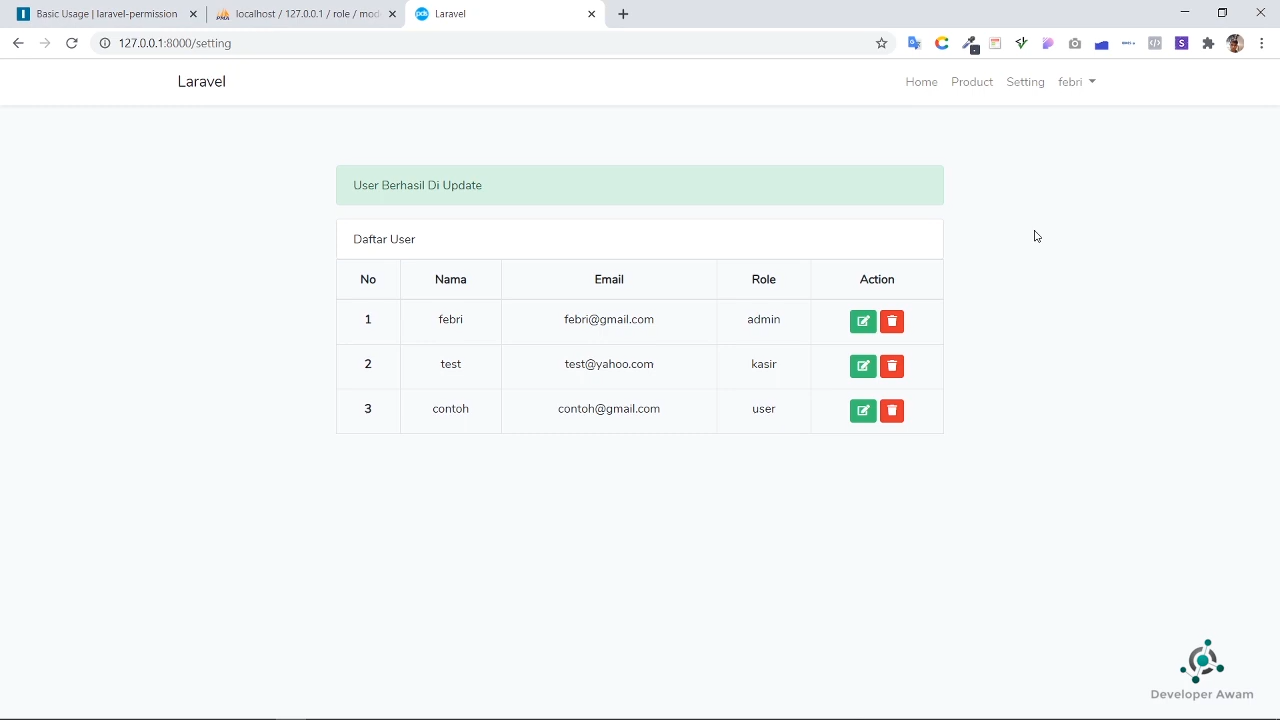 Basic Usage | laravel-permission
localhost / 127.0.0.1 / role / mod
Laravel
127.0.0.1:8000/setting
Laravel
Home Product Setting febri
User Berhasil Di Update
Daftar User
No Nama Email Role Action
1 febri febri@gmail.com admin
2 test test@yahoo.com kasir
3 contoh contoh@gmail.com user
Developer Awam